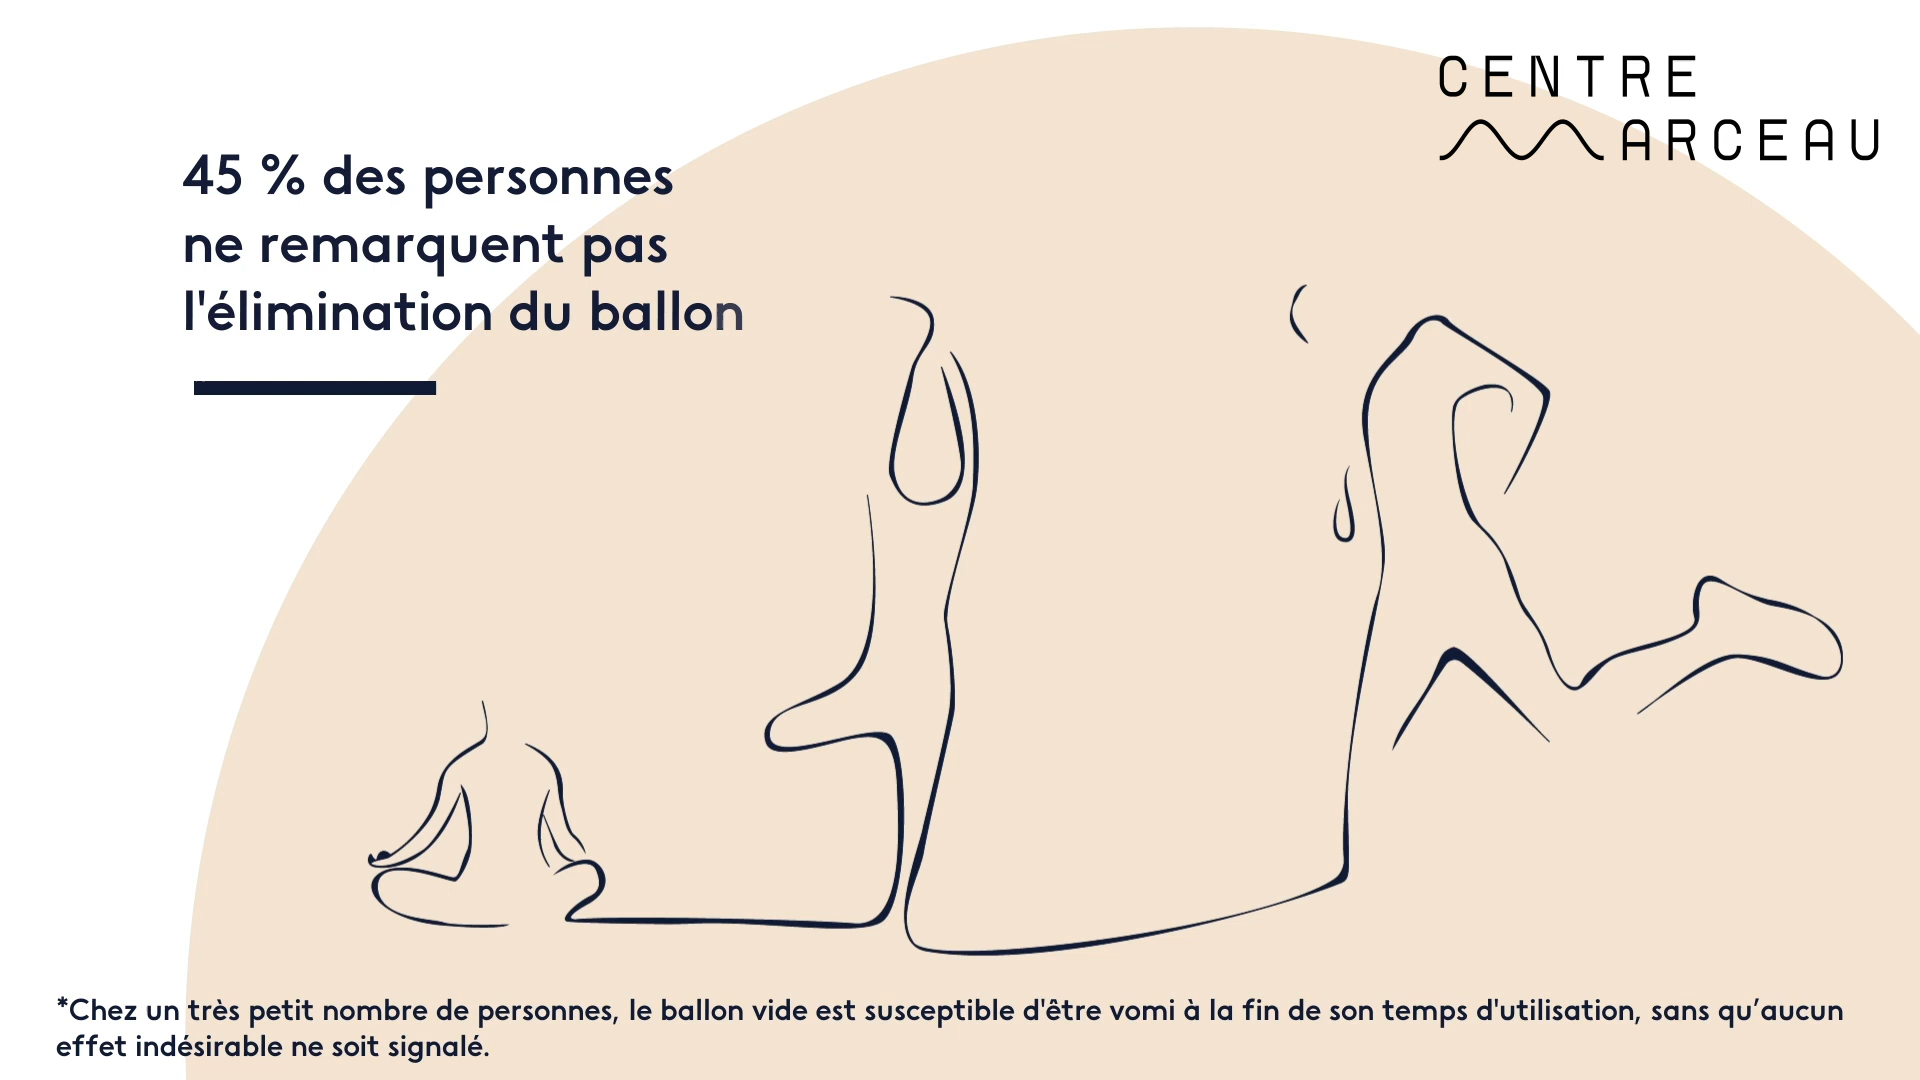 CENTRE
MARCEAU
45 % des personnes
ne remarquent pas
l'élimination du ballon
*Chez un très petit nombre de personnes, le ballon vide est susceptible d'être vomi à la fin de son temps d'utilisation, sans qu’aucun
effet indésirable ne soit signalé.